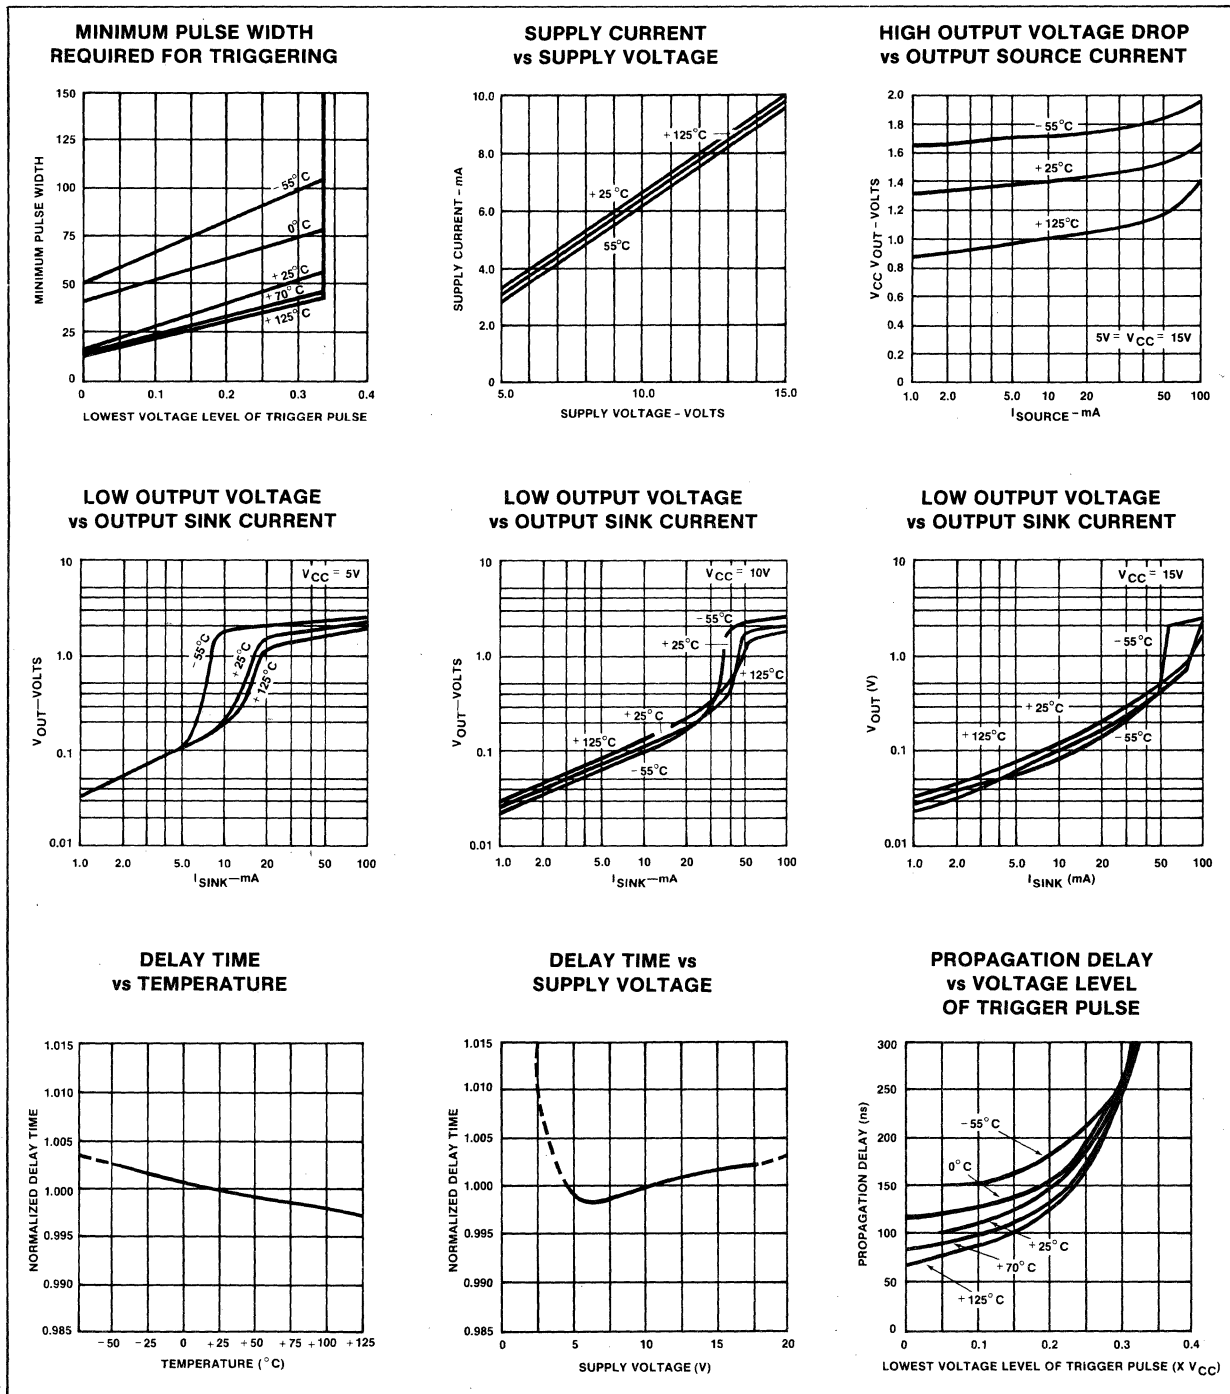 MINIMUM PULSE WIDTH
REQUIRED FOR TRIGGERING
MINIMUM PULSE WIDTH
150
125
100
75
50
25
0
-55°C
0°C
+25°C
+70°C
+125°C
0 0.1 0.2 0.3 0.4
LOWEST VOLTAGE LEVEL OF TRIGGER PULSE
SUPPLY CURRENT
vs SUPPLY VOLTAGE
SUPPLY CURRENT – mA
10.0
8.0
6.0
4.0
2.0
0
+125°C
+25°C
55°C
5.0 10.0 15.0
SUPPLY VOLTAGE – VOLTS
HIGH OUTPUT VOLTAGE DROP
vs OUTPUT SOURCE CURRENT
VCC VOUT – VOLTS
2.0
1.8
1.6
1.4
1.2
1.0
0.8
0.6
0.4
0.2
0
-55°C
+25°C
+125°C
5V = VCC = 15V
1.0 2.0 5.0 10 20 50 100
ISOURCE – mA
LOW OUTPUT VOLTAGE
vs OUTPUT SINK CURRENT
VOUT — VOLTS
10
1.0
0.1
0.01
VCC = 5V
-55°C
+25°C
+125°C
1.0 2.0 5.0 10 20 50 100
ISINK — mA
LOW OUTPUT VOLTAGE
vs OUTPUT SINK CURRENT
VOUT — VOLTS
10
1.0
0.1
0.01
VCC = 10V
-55°C
+25°C
+125°C
+25°C
+125°C
-55°C
1.0 2.0 5.0 10 20 50 100
ISINK — mA
LOW OUTPUT VOLTAGE
vs OUTPUT SINK CURRENT
VOUT (V)
10
1.0
0.1
0.01
VCC = 15V
-55°C
+25°C
+125°C
-55°C
1.0 2.0 5.0 10 20 50 100
ISINK (mA)
DELAY TIME
vs TEMPERATURE
NORMALIZED DELAY TIME
1.015
1.010
1.005
1.000
0.995
0.990
0.985
-50 -25 0 +25 +50 +75 +100 +125
TEMPERATURE (°C)
DELAY TIME vs
SUPPLY VOLTAGE
NORMALIZED DELAY TIME
1.015
1.010
1.005
1.000
0.995
0.990
0.985
0 5 10 15 20
SUPPLY VOLTAGE (V)
PROPAGATION DELAY
vs VOLTAGE LEVEL
OF TRIGGER PULSE
PROPAGATION DELAY (ns)
300
250
200
150
100
50
0
-55°C
0°C
+25°C
+70°C
+125°C
0 0.1 0.2 0.3 0.4
LOWEST VOLTAGE LEVEL OF TRIGGER PULSE (X VCC)